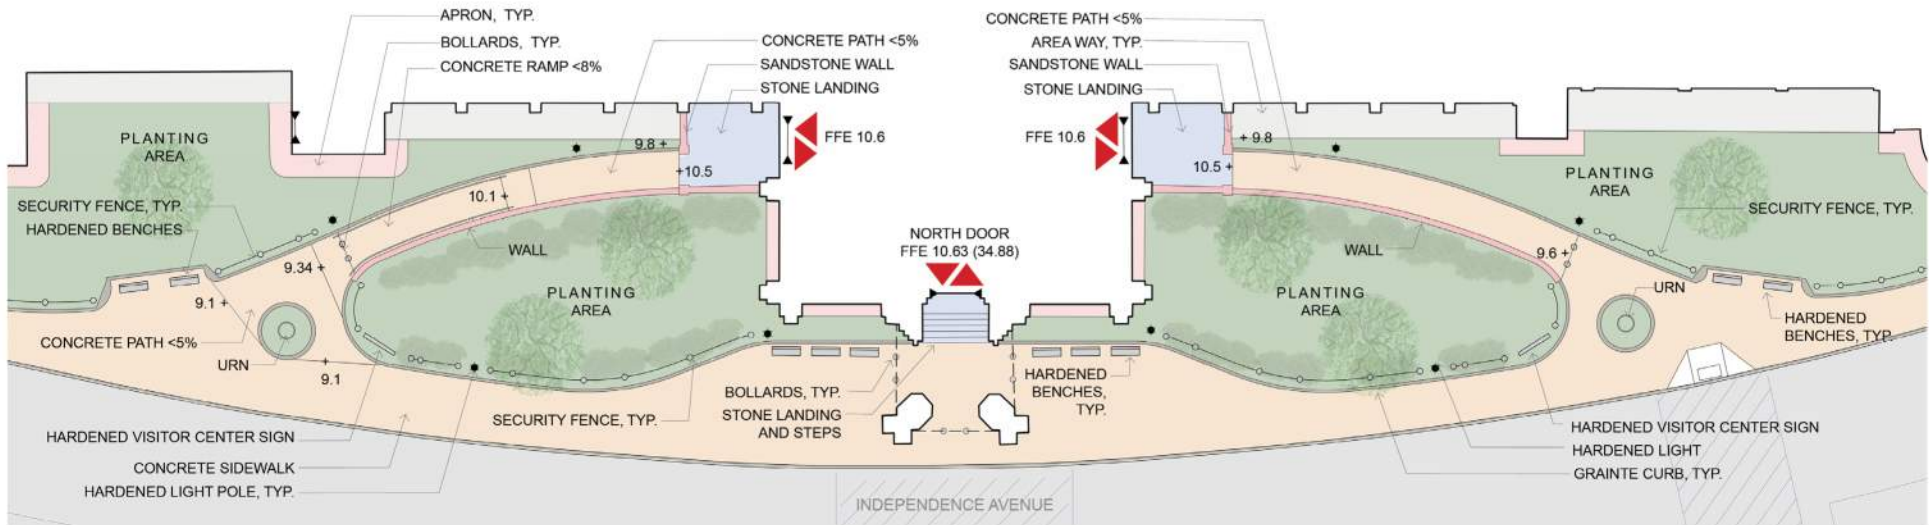 APRON, TYP.
BOLLARDS, TYP.
CONCRETE RAMP <8%
CONCRETE PATH <5%
SANDSTONE WALL
STONE LANDING
CONCRETE PATH <5%
AREA WAY, TYP.
SANDSTONE WALL
STONE LANDING
PLANTING
AREA
9.8 +
+10.5
10.1 +
FFE 10.6
FFE 10.6
+ 9.8
10.5 +
PLANTING
AREA
SECURITY FENCE, TYP.
HARDENED BENCHES
WALL
9.34 +
9.1 +
NORTH DOOR
FFE 10.63 (34.88)
WALL
9.6 +
SECURITY FENCE, TYP.
PLANTING
AREA
PLANTING
AREA
URN
HARDENED
BENCHES, TYP.
CONCRETE PATH <5%
URN
9.1
BOLLARDS, TYP.
STONE LANDING
AND STEPS
HARDENED
BENCHES,
TYP.
SECURITY FENCE, TYP.
HARDENED VISITOR CENTER SIGN
CONCRETE SIDEWALK
HARDENED LIGHT POLE, TYP.
HARDENED VISITOR CENTER SIGN
HARDENED LIGHT
GRAINTE CURB, TYP.
INDEPENDENCE AVENUE